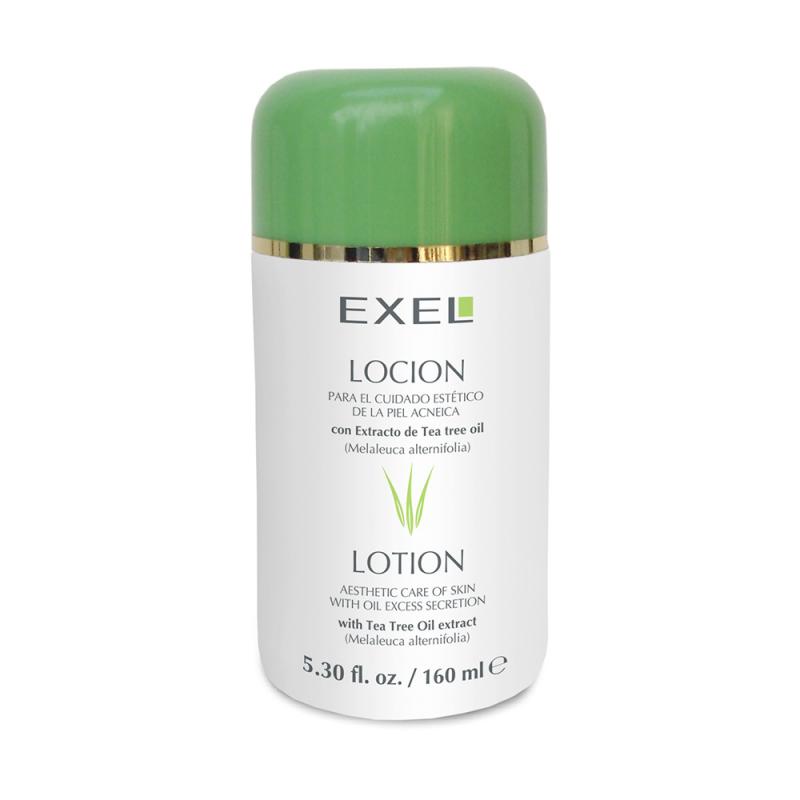 EXEL
LOCION
PARA EL CUIDADO ESTÉTICO
DE LA PIEL ACNEICA
con Extracto de Tea tree oil
(Melaleuca alternifolia)
LOTION
AESTHETIC CARE OF SKIN
WITH OIL EXCESS SECRETION
with Tea Tree Oil extract
(Melaleuca alternifolia)
5.30 fl. oz. / 160 ml ℮